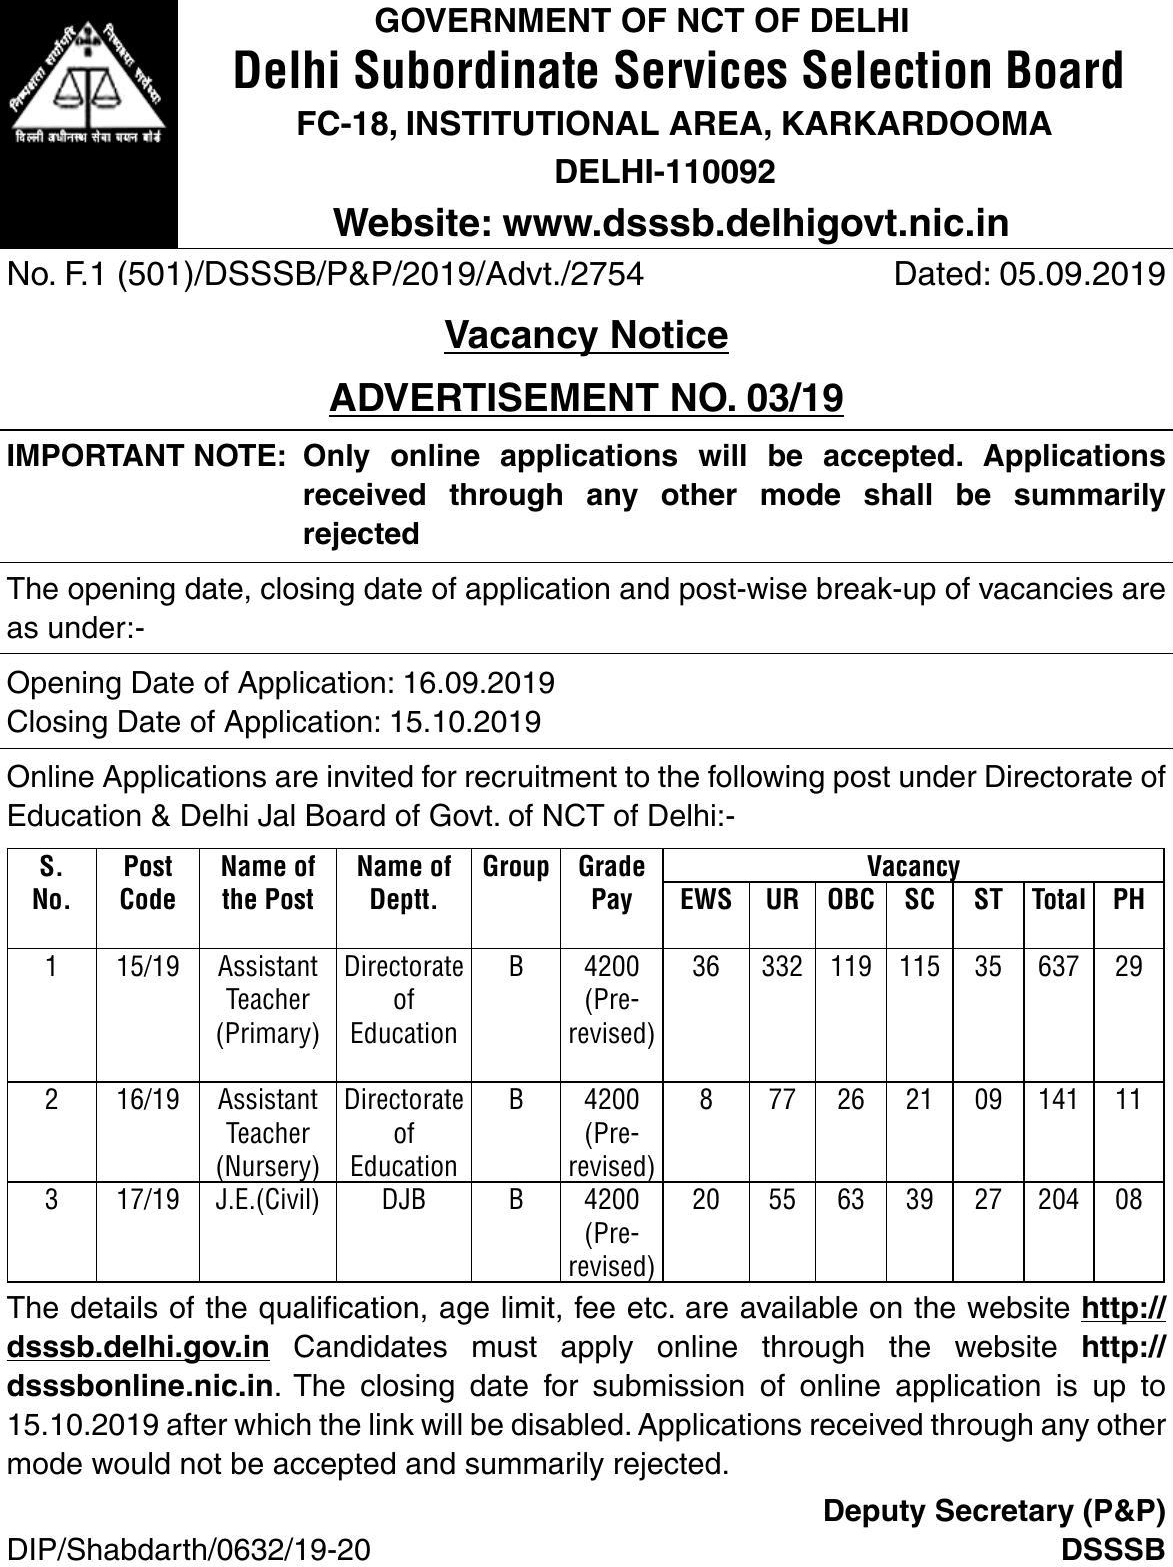 निष्पक्षता सर्वोपरि
दिल्ली अधीनस्थ सेवा चयन बोर्ड
GOVERNMENT OF NCT OF DELHI
Delhi Subordinate Services Selection Board
FC-18, INSTITUTIONAL AREA, KARKARDOOMA
DELHI-110092
Website: www.dsssb.delhigovt.nic.in
No. F.1 (501)/DSSSB/P&P/2019/Advt./2754 Dated: 05.09.2019
Vacancy Notice
ADVERTISEMENT NO. 03/19
IMPORTANT NOTE: Only online applications will be accepted. Applications
received through any other mode shall be summarily
rejected
The opening date, closing date of application and post-wise break-up of vacancies are
as under:-
Opening Date of Application: 16.09.2019
Closing Date of Application: 15.10.2019
Online Applications are invited for recruitment to the following post under Directorate of
Education & Delhi Jal Board of Govt. of NCT of Delhi:-
S. Post Name of Name of Group Grade Vacancy
No. Code the Post Deptt. Pay EWS UR OBC SC ST Total PH
1 15/19 Assistant Directorate B 4200 36 332 119 115 35 637 29
Teacher of (Pre-
(Primary) Education revised)
2 16/19 Assistant Directorate B 4200 8 77 26 21 09 141 11
Teacher of (Pre-
(Nursery) Education revised)
3 17/19 J.E.(Civil) DJB B 4200 20 55 63 39 27 204 08
(Pre-
revised)
The details of the qualification, age limit, fee etc. are available on the website http://
dsssb.delhi.gov.in Candidates must apply online through the website http://
dsssbonline.nic.in. The closing date for submission of online application is up to
15.10.2019 after which the link will be disabled. Applications received through any other
mode would not be accepted and summarily rejected.
Deputy Secretary (P&P)
DIP/Shabdarth/0632/19-20 DSSSB